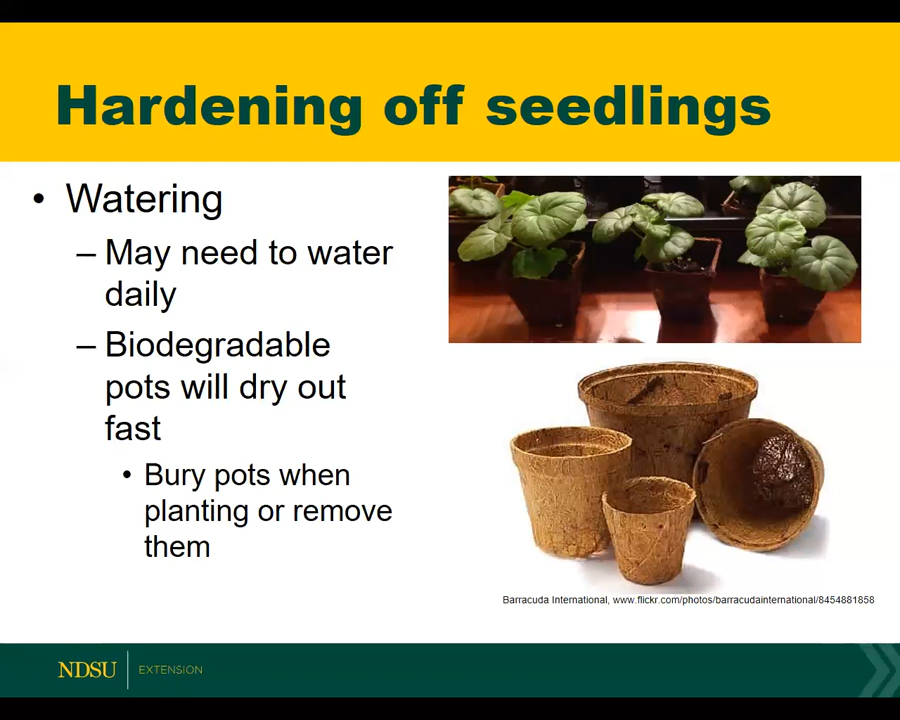 Hardening off seedlings
• Watering
– May need to water
daily
– Biodegradable
pots will dry out
fast
• Bury pots when
planting or remove
them
Barracuda International, www.flickr.com/photos/barracudainternational/8454881858
NDSU EXTENSION